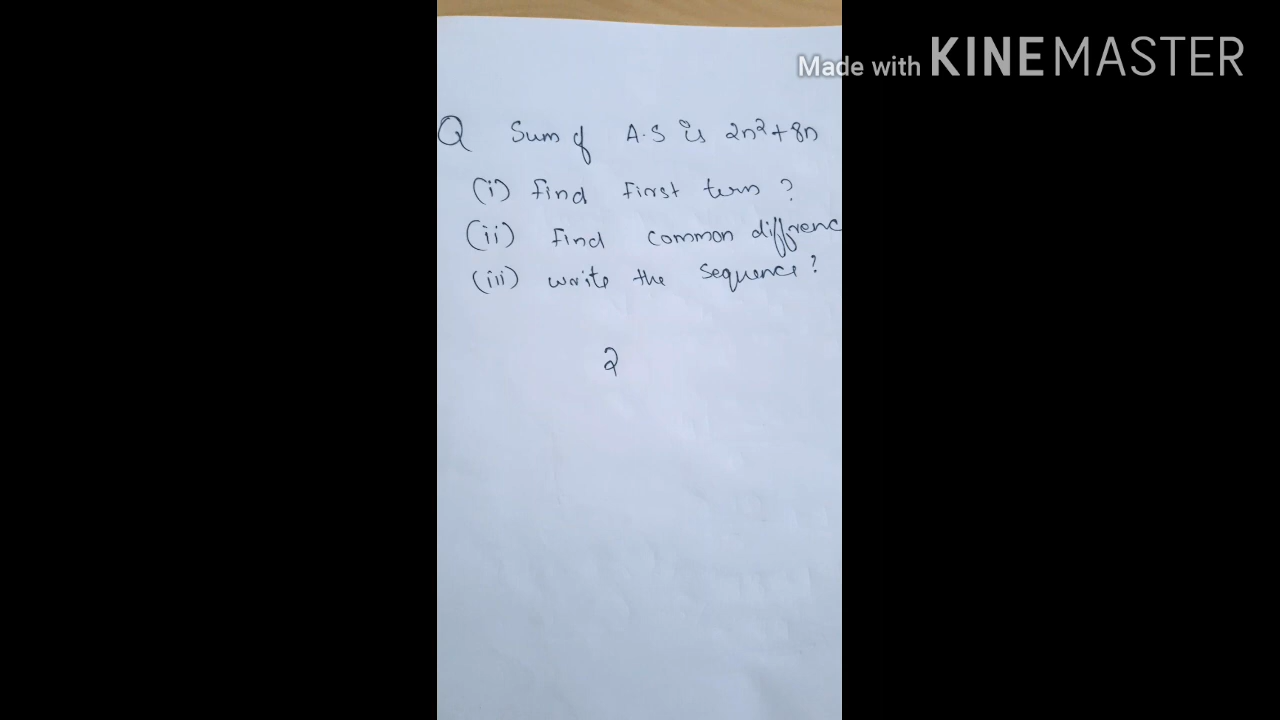 Made with KINEMASTER
Q Sum of A.S is 2n²+8n
(i) find first term ?
(ii) Find common differenc
(iii) write the sequence ?
2